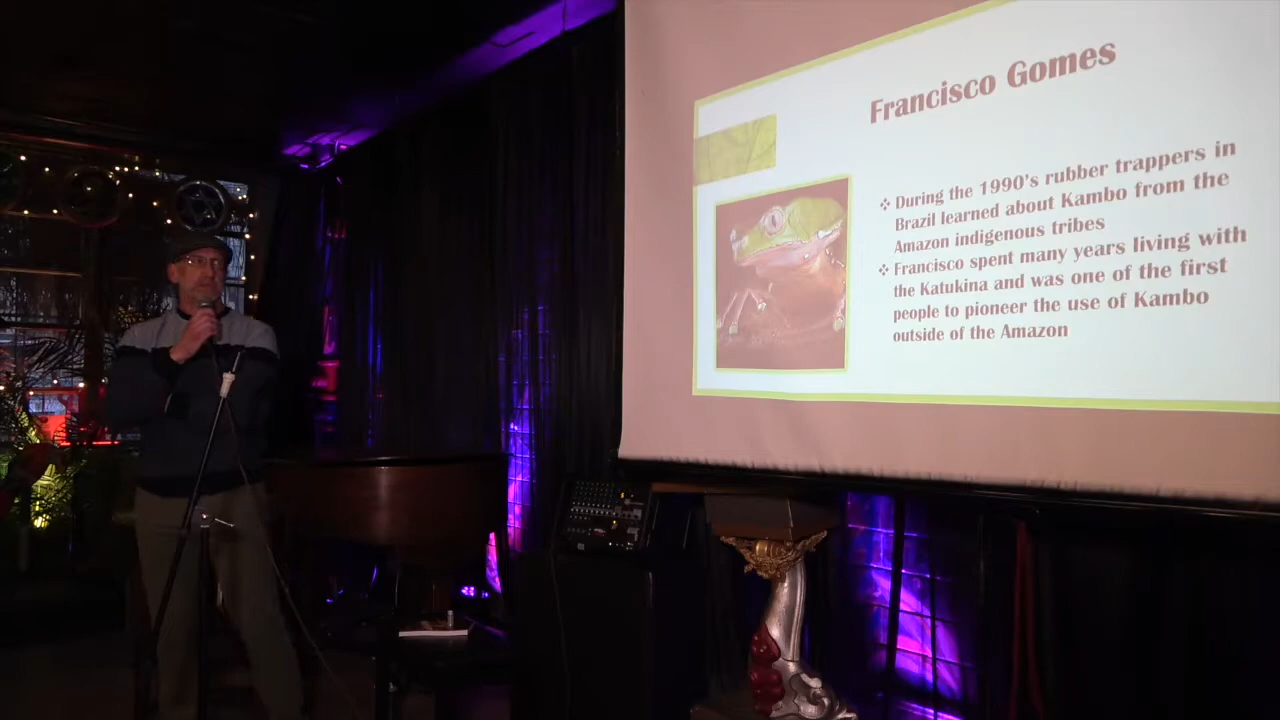 Francisco Gomes
❖ During the 1990's rubber trappers in
Brazil learned about Kambo from the
Amazon indigenous tribes
❖ Francisco spent many years living with
the Katukina and was one of the first
people to pioneer the use of Kambo
outside of the Amazon